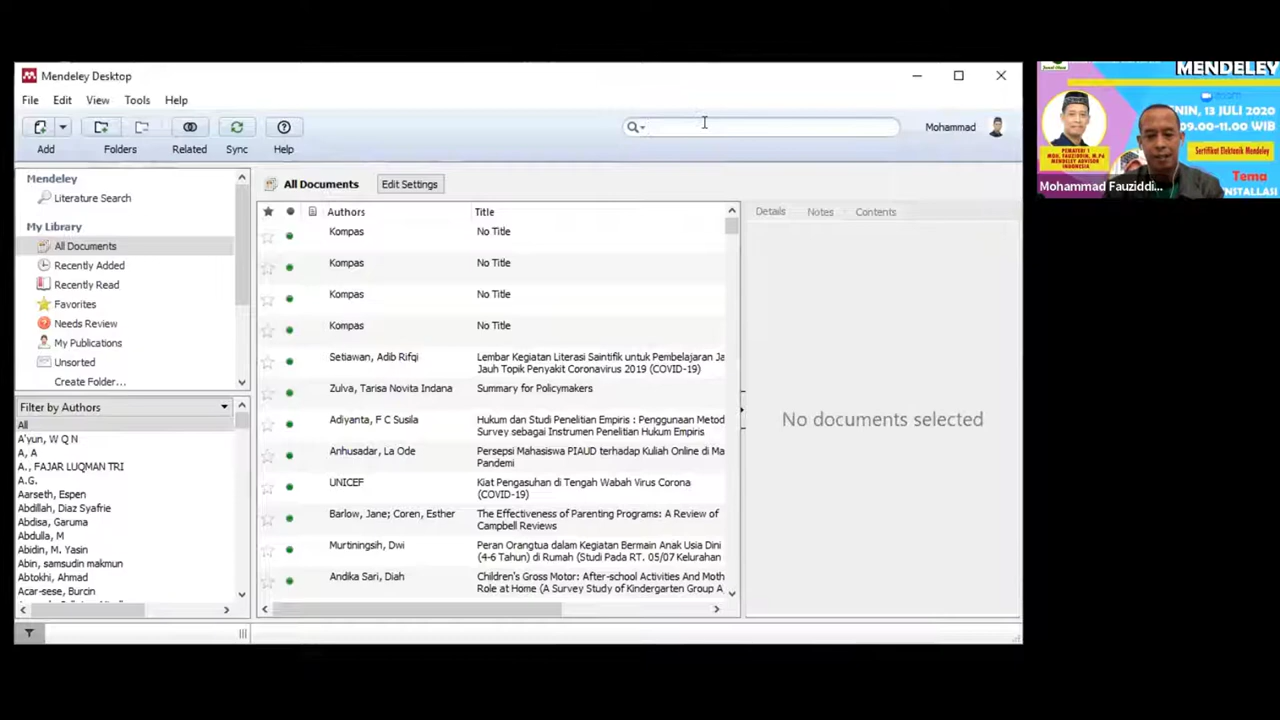 Mendeley Desktop
File Edit View Tools Help
Mohammad
Add Folders Related Sync Help
Mendeley
Literature Search
My Library
All Documents
Recently Added
Recently Read
Favorites
Needs Review
My Publications
Unsorted
Create Folder...
Filter by Authors
All
A'yun, W Q N
A, A
A., FAJAR LUQMAN TRI
A.G.
Aarseth, Espen
Abdillah, Diaz Syafrie
Abdisa, Garuma
Abdulla, M
Abidin, M. Yasin
Abin, samsudin makmun
Abtokhi, Ahmad
Acar-sese, Burcin
All Documents Edit Settings
Authors Title
Kompas No Title
Kompas No Title
Kompas No Title
Kompas No Title
Setiawan, Adib Rifqi Lembar Kegiatan Literasi Saintifik untuk Pembelajaran Ja
Jauh Topik Penyakit Coronavirus 2019 (COVID-19)
Zulva, Tarisa Novita Indana Summary for Policymakers
Adiyanta, F C Susila Hukum dan Studi Penelitian Empiris : Penggunaan Metod
Survey sebagai Instrumen Penelitian Hukum Empiris
Anhusadar, La Ode Persepsi Mahasiswa PIAUD terhadap Kuliah Online di Ma
Pandemi
UNICEF Kiat Pengasuhan di Tengah Wabah Virus Corona
(COVID-19)
Barlow, Jane; Coren, Esther The Effectiveness of Parenting Programs: A Review of
Campbell Reviews
Murtiningsih, Dwi Peran Orangtua dalam Kegiatan Bermain Anak Usia Dini
(4-6 Tahun) di Rumah (Studi Pada RT. 05/07 Kelurahan
Andika Sari, Diah Children's Gross Motor: After-school Activities And Moth
Role at Home (A Survey Study of Kindergarten Group A
Details Notes Contents
No documents selected
MENDELEY
ENIN, 13 JULI 2020
09.00-11.00 WIB
Sertifikat Elektonik Mendeley
PEMATERI 1
MOH. FAUZIDDIN, M.Pd
MENDELEY ADVISOR
INDONESIA
Tema
INSTALLASI
Mohammad Fauziddi...